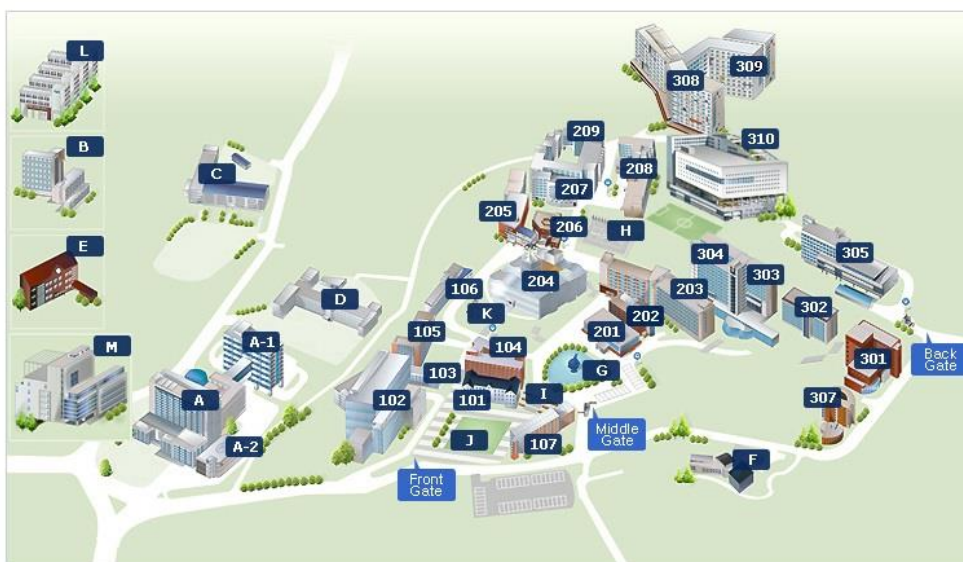 L
B
E
M
C
D
A-1
A
A-2
308
309
310
209
208
207
205
206
H
204
106
K
105
304
303
305
203
302
202
201
104
103
G
102
101
I
301
307
J
107
F
Front
Gate
Middle
Gate
Back
Gate